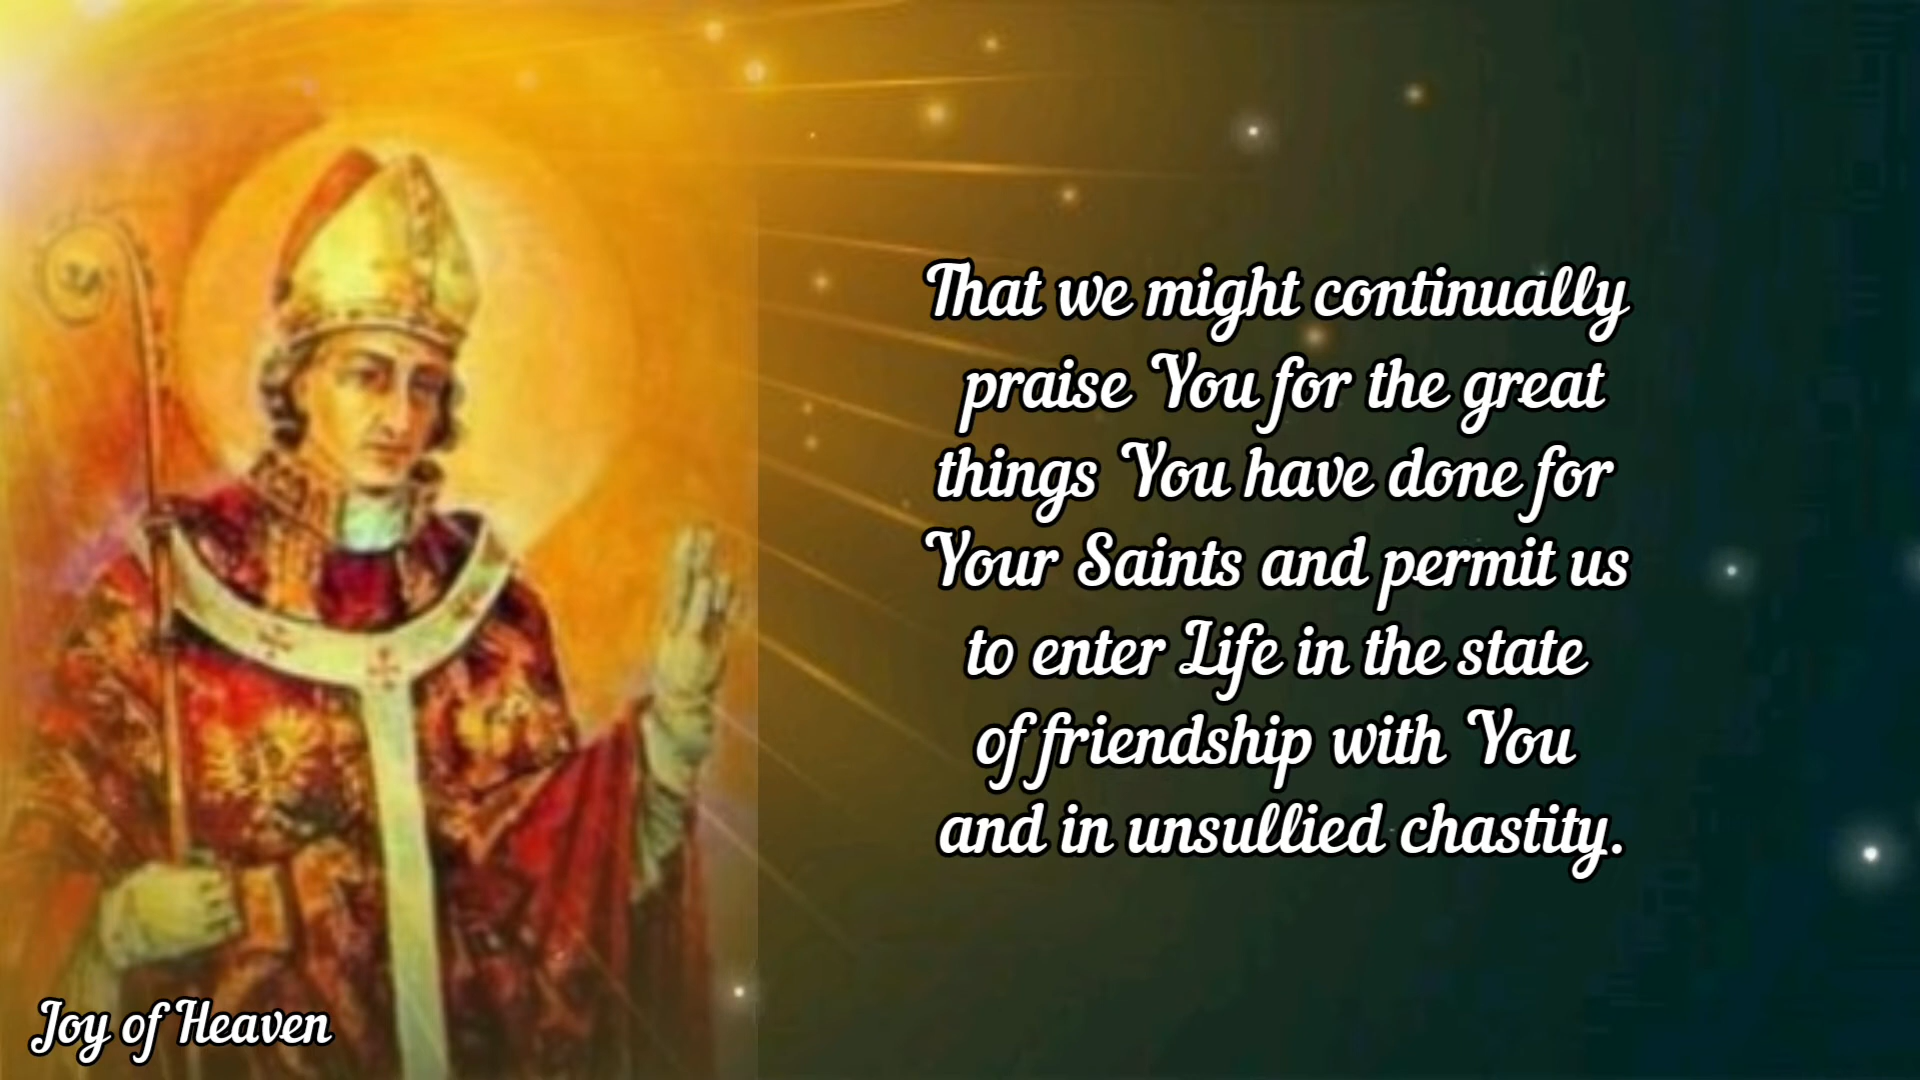 That we might continually
praise You for the great
things You have done for
Your Saints and permit us
to enter Life in the state
of friendship with You
and in unsullied chastity.
Joy of Heaven